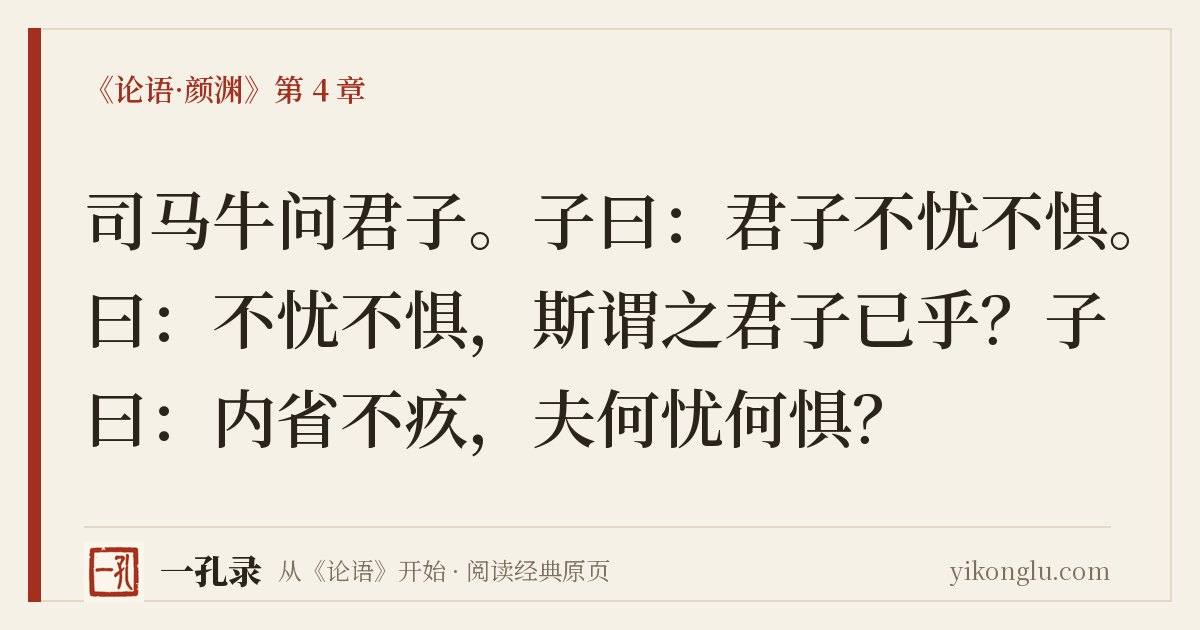 《论语·颜渊》第 4 章
司马牛问君子。子曰：君子不忧不惧。
曰：不忧不惧，斯谓之君子已乎？子
曰：内省不疚，夫何忧何惧？
一孔
一孔录 从《论语》开始 · 阅读经典原页 yikonglu.com